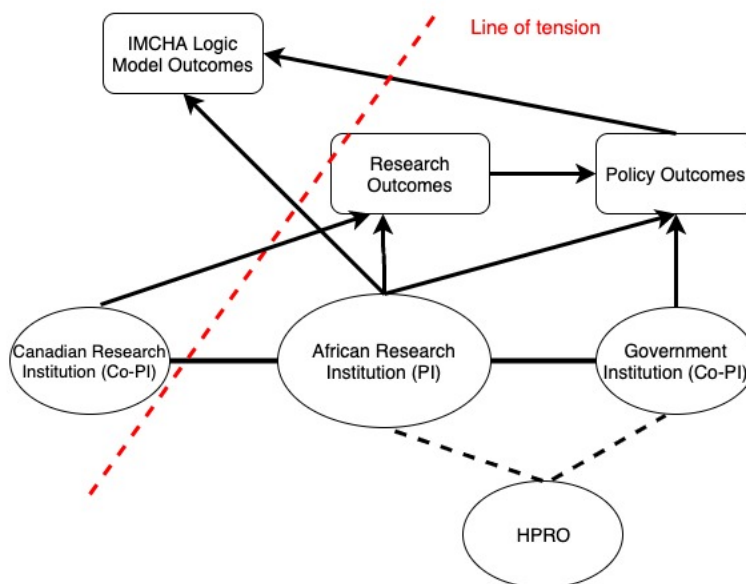 Line of tension
IMCHA Logic
Model Outcomes
Research
Outcomes
Policy Outcomes
Canadian Research
Institution (Co-PI)
African Research
Institution (PI)
Government
Institution (Co-PI)
HPRO